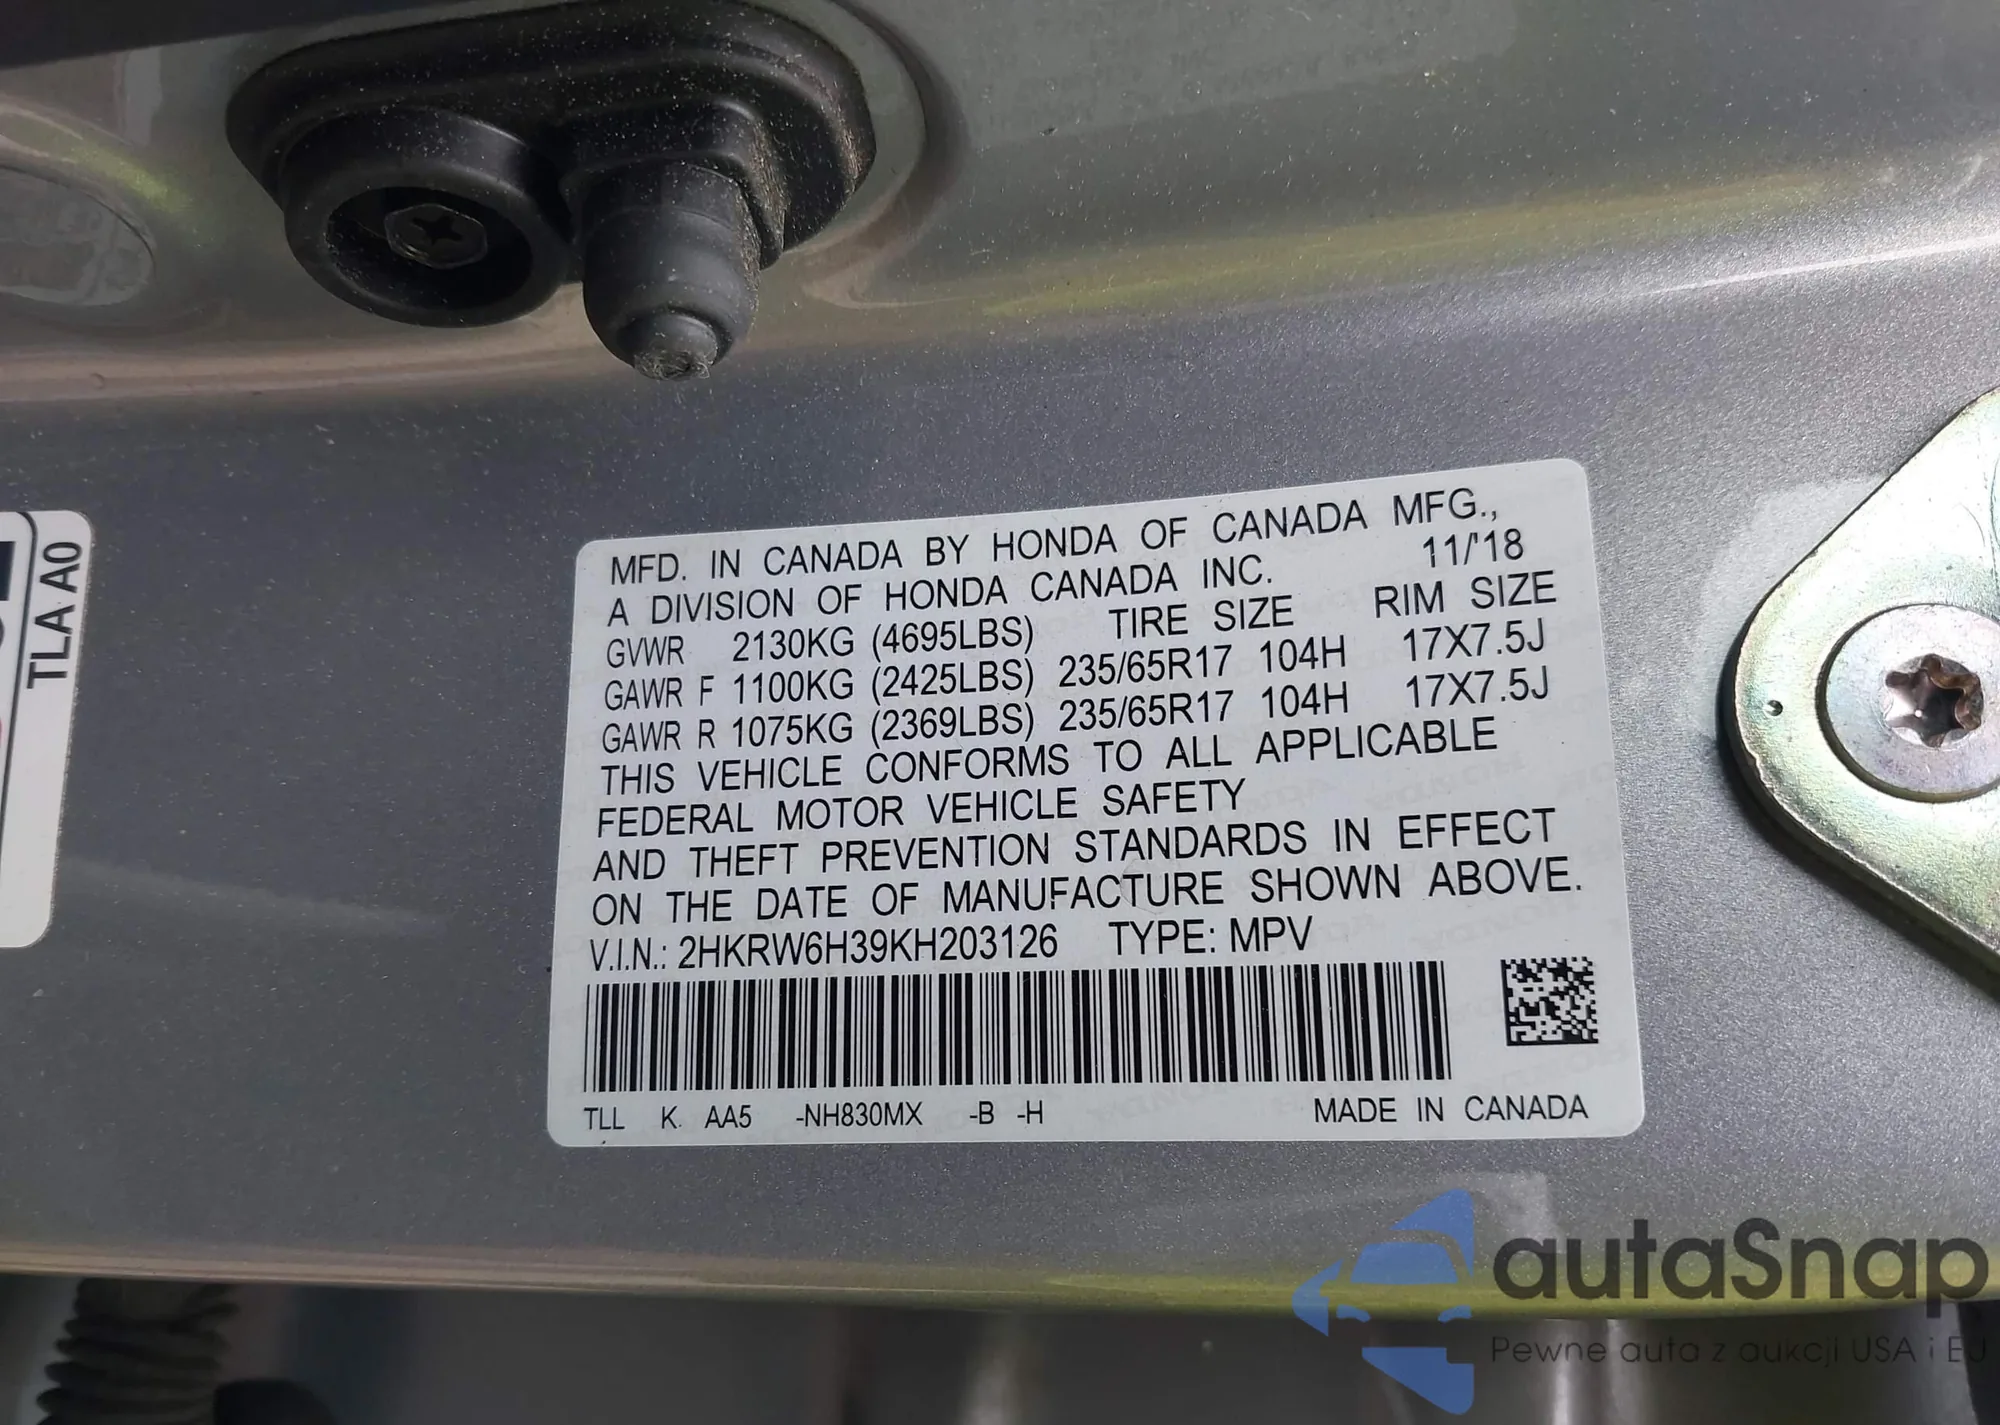 TLA A0
MFD. IN CANADA BY HONDA OF CANADA MFG.,
A DIVISION OF HONDA CANADA INC. 11/'18
GVWR 2130KG (4695LBS) TIRE SIZE RIM SIZE
GAWR F 1100KG (2425LBS) 235/65R17 104H 17X7.5J
GAWR R 1075KG (2369LBS) 235/65R17 104H 17X7.5J
THIS VEHICLE CONFORMS TO ALL APPLICABLE
FEDERAL MOTOR VEHICLE SAFETY
AND THEFT PREVENTION STANDARDS IN EFFECT
ON THE DATE OF MANUFACTURE SHOWN ABOVE.
V.I.N.: 2HKRW6H39KH203126 TYPE: MPV
TLL K AA5 -NH830MX -B -H MADE IN CANADA
autaSnap
Pewne auta z aukcji USA i EU